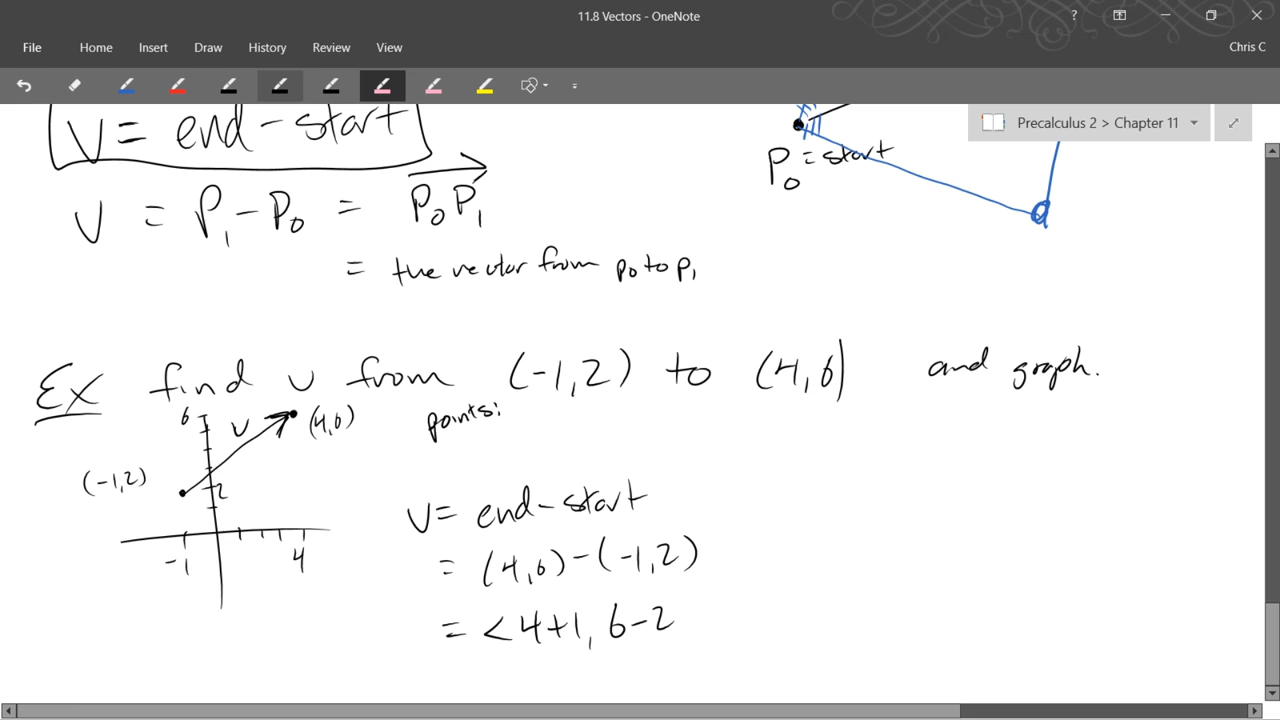 11.8 Vectors - OneNote
?
File Home Insert Draw History Review View
Chris C
Precalculus 2 > Chapter 11
V = end - start
P₀ = start
V = P₁ - P₀ = P₀P₁
= the vector from p₀ to p₁
Ex find v from (-1,2) to (4,6) and graph.
points:
6
V
(4,6)
(-1,2)
2
-1
4
V = end - start
= (4,6) - (-1,2)
= <4+1, 6-2